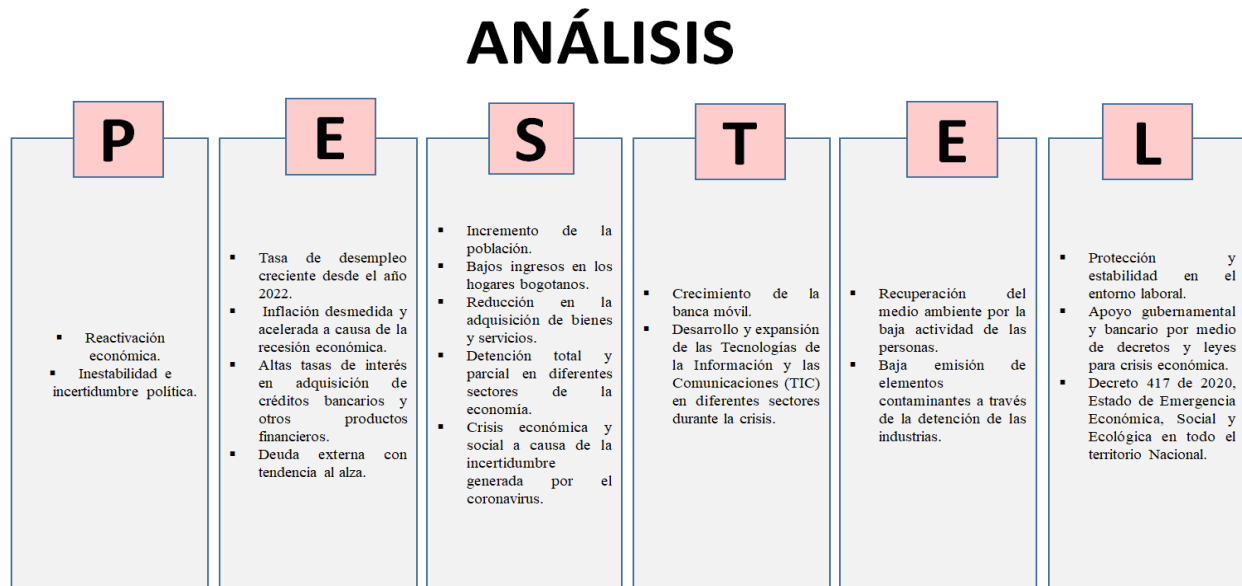 ANÁLISIS
P
▪ Reactivación
económica.
▪ Inestabilidad e
incertidumbre política.
E
▪ Tasa de desempleo
creciente desde el año
2022.
▪ Inflación desmedida y
acelerada a causa de la
recesión económica.
▪ Altas tasas de interés
en adquisición de
créditos bancarios y
otros productos
financieros.
▪ Deuda externa con
tendencia al alza.
S
▪ Incremento de la
población.
▪ Bajos ingresos en los
hogares bogotanos.
▪ Reducción en la
adquisición de bienes
y servicios.
▪ Detención total y
parcial en diferentes
sectores de la
economía.
▪ Crisis económica y
social a causa de la
incertidumbre
generada por el
coronavirus.
T
▪ Crecimiento de la
banca móvil.
▪ Desarrollo y expansión
de las Tecnologías de
la Información y las
Comunicaciones (TIC)
en diferentes sectores
durante la crisis.
E
▪ Recuperación del
medio ambiente por la
baja actividad de las
personas.
▪ Baja emisión de
elementos
contaminantes a través
de la detención de las
industrias.
L
▪ Protección y
estabilidad en el
entorno laboral.
▪ Apoyo gubernamental
y bancario por medio
de decretos y leyes
para crisis económica.
▪ Decreto 417 de 2020,
Estado de Emergencia
Económica, Social y
Ecológica en todo el
territorio Nacional.